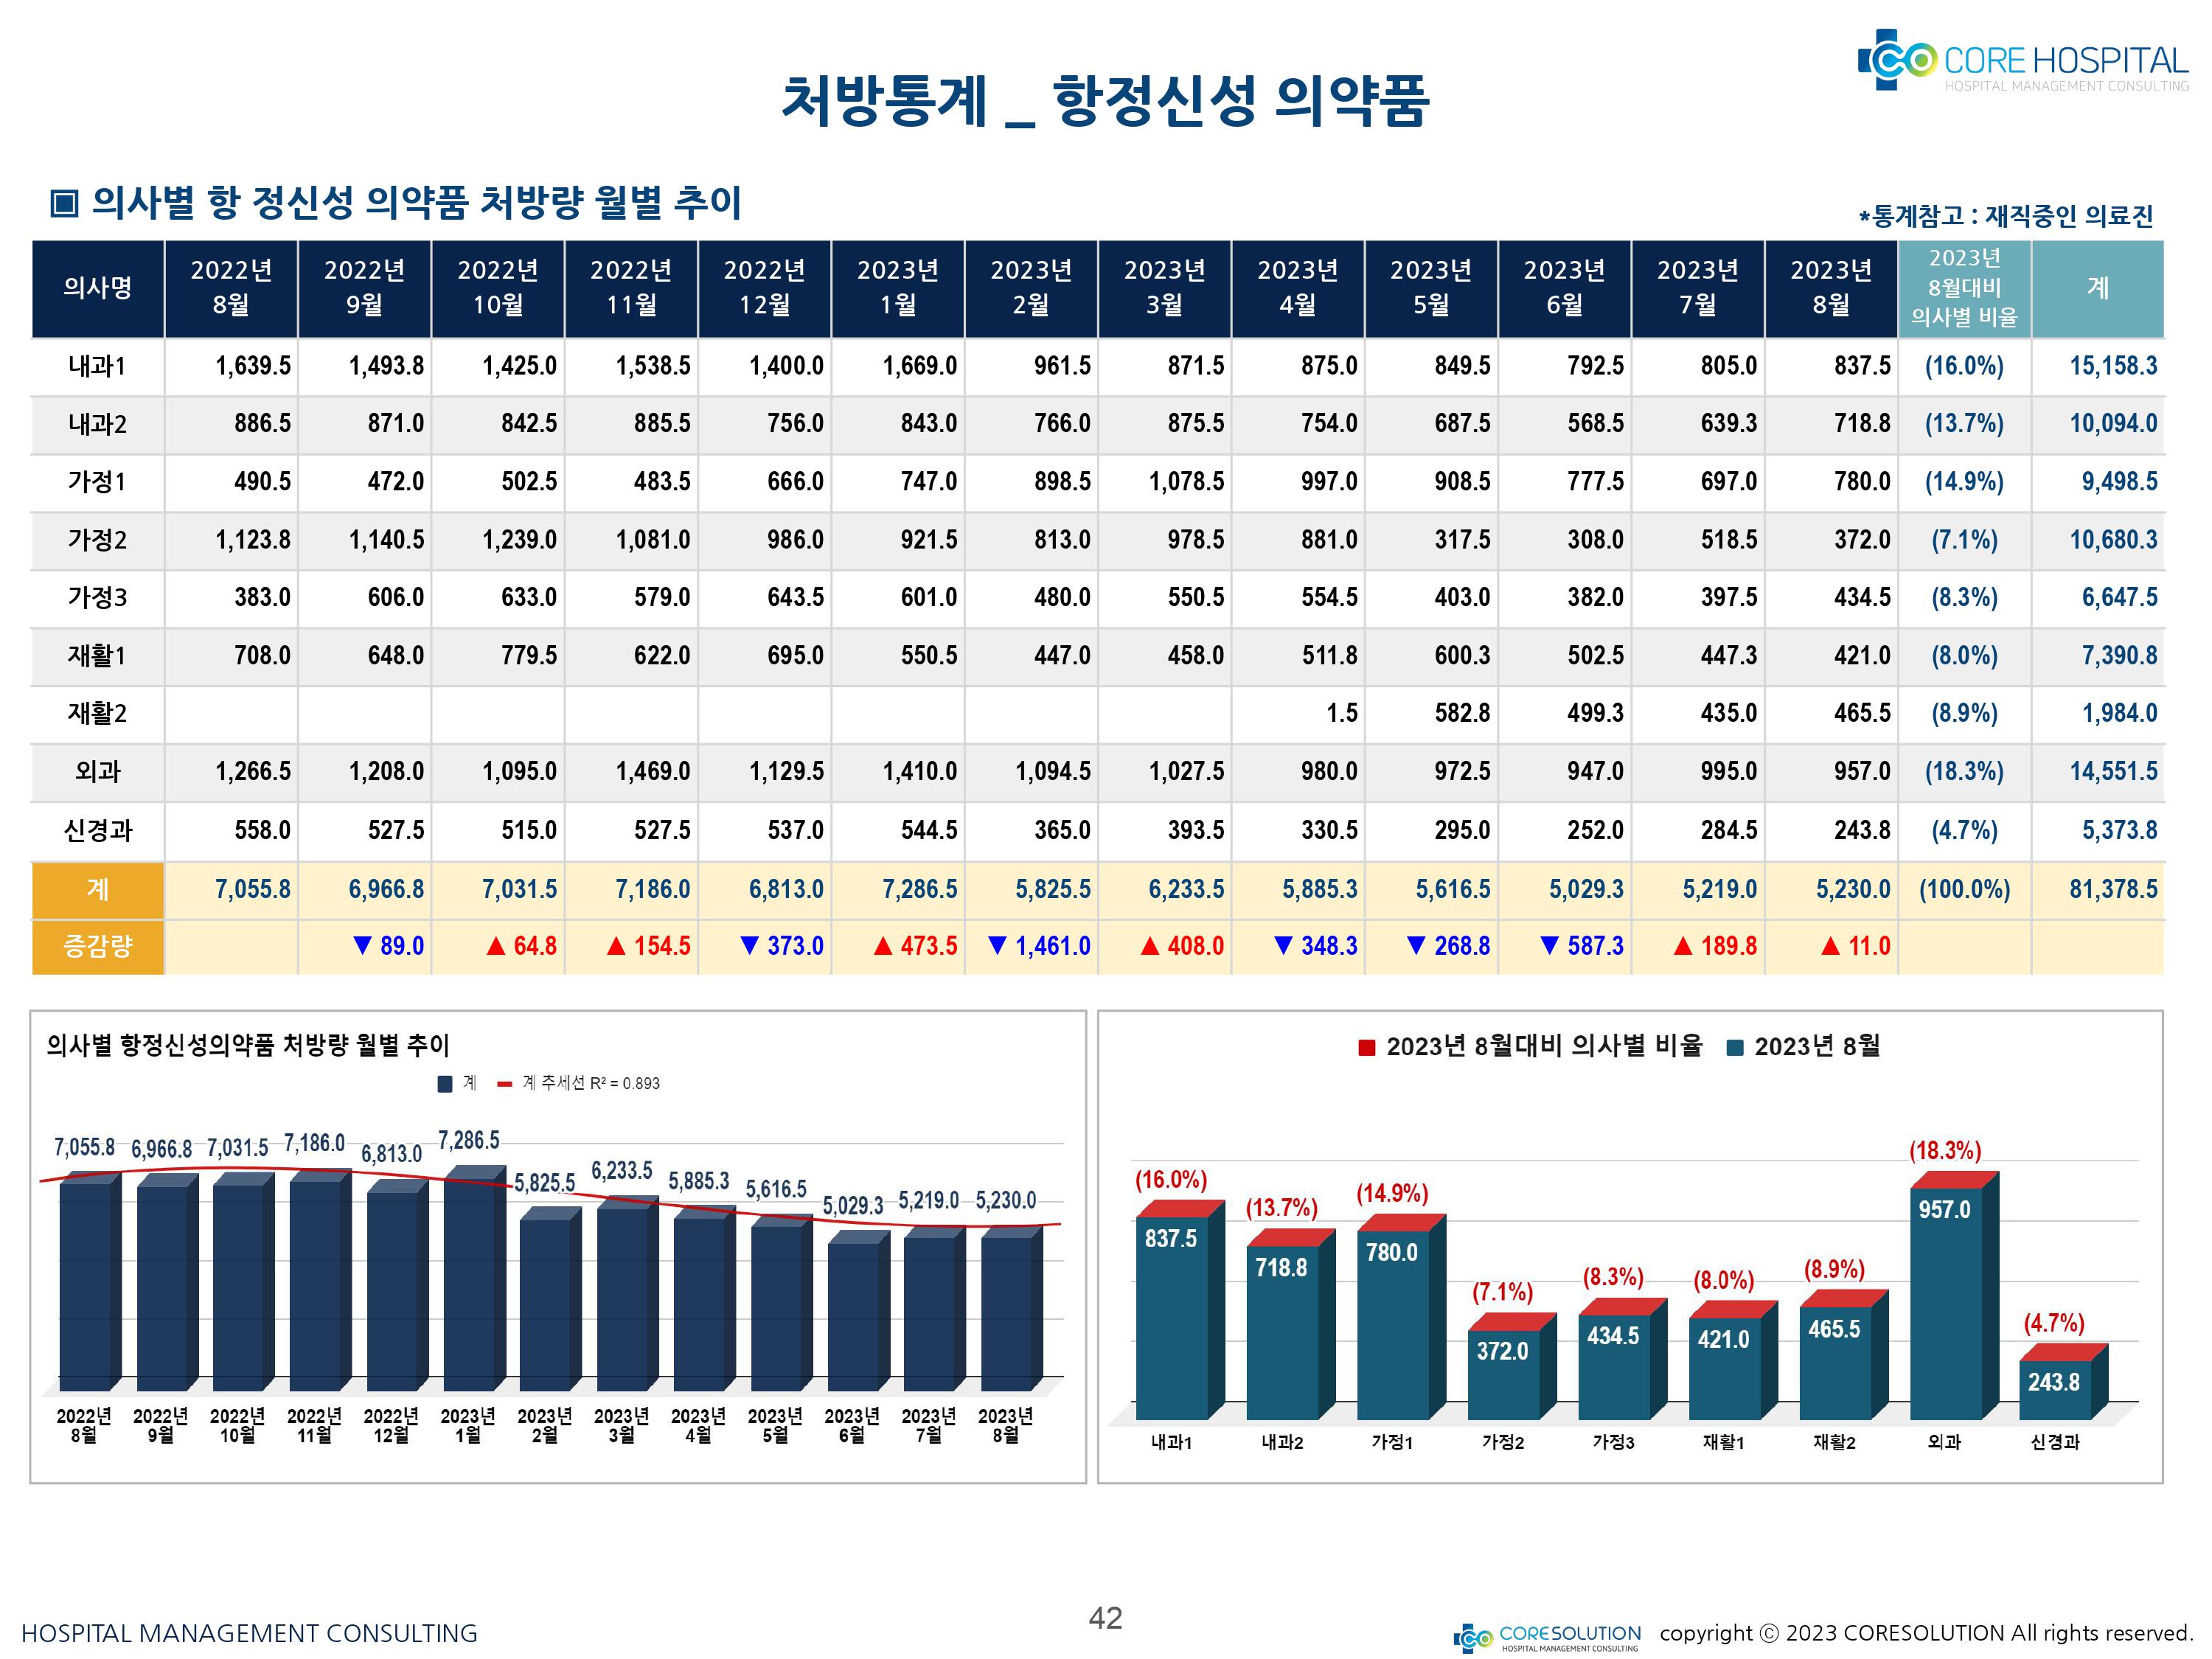 CO CORE HOSPITAL
HOSPITAL MANAGEMENT CONSULTING
처방통계 _ 항정신성 의약품
▣ 의사별 항 정신성 의약품 처방량 월별 추이
*통계참고 : 재직중인 의료진
의사명 2022년 8월 2022년 9월 2022년 10월 2022년 11월 2022년 12월 2023년 1월 2023년 2월 2023년 3월 2023년 4월 2023년 5월 2023년 6월 2023년 7월 2023년 8월 2023년 8월대비 의사별 비율 계
내과1 1,639.5 1,493.8 1,425.0 1,538.5 1,400.0 1,669.0 961.5 871.5 875.0 849.5 792.5 805.0 837.5 (16.0%) 15,158.3
내과2 886.5 871.0 842.5 885.5 756.0 843.0 766.0 875.5 754.0 687.5 568.5 639.3 718.8 (13.7%) 10,094.0
가정1 490.5 472.0 502.5 483.5 666.0 747.0 898.5 1,078.5 997.0 908.5 777.5 697.0 780.0 (14.9%) 9,498.5
가정2 1,123.8 1,140.5 1,239.0 1,081.0 986.0 921.5 813.0 978.5 881.0 317.5 308.0 518.5 372.0 (7.1%) 10,680.3
가정3 383.0 606.0 633.0 579.0 643.5 601.0 480.0 550.5 554.5 403.0 382.0 397.5 434.5 (8.3%) 6,647.5
재활1 708.0 648.0 779.5 622.0 695.0 550.5 447.0 458.0 511.8 600.3 502.5 447.3 421.0 (8.0%) 7,390.8
재활2 1.5 582.8 499.3 435.0 465.5 (8.9%) 1,984.0
외과 1,266.5 1,208.0 1,095.0 1,469.0 1,129.5 1,410.0 1,094.5 1,027.5 980.0 972.5 947.0 995.0 957.0 (18.3%) 14,551.5
신경과 558.0 527.5 515.0 527.5 537.0 544.5 365.0 393.5 330.5 295.0 252.0 284.5 243.8 (4.7%) 5,373.8
계 7,055.8 6,966.8 7,031.5 7,186.0 6,813.0 7,286.5 5,825.5 6,233.5 5,885.3 5,616.5 5,029.3 5,219.0 5,230.0 (100.0%) 81,378.5
증감량 ▼ 89.0 ▲ 64.8 ▲ 154.5 ▼ 373.0 ▲ 473.5 ▼ 1,461.0 ▲ 408.0 ▼ 348.3 ▼ 268.8 ▼ 587.3 ▲ 189.8 ▲ 11.0
의사별 항정신성의약품 처방량 월별 추이
계 계 추세선 R² = 0.893
7,055.8 6,966.8 7,031.5 7,186.0 6,813.0 7,286.5 5,825.5 6,233.5 5,885.3 5,616.5 5,029.3 5,219.0 5,230.0
2022년 2022년 2022년 2022년 2022년 2023년 2023년 2023년 2023년 2023년 2023년 2023년 2023년
8월 9월 10월 11월 12월 1월 2월 3월 4월 5월 6월 7월 8월
2023년 8월대비 의사별 비율 2023년 8월
(16.0%) (13.7%) (14.9%) (7.1%) (8.3%) (8.0%) (8.9%) (18.3%) (4.7%)
837.5 718.8 780.0 372.0 434.5 421.0 465.5 957.0 243.8
내과1 내과2 가정1 가정2 가정3 재활1 재활2 외과 신경과
HOSPITAL MANAGEMENT CONSULTING
42
CO CORESOLUTION
HOSPITAL MANAGEMENT CONSULTING
copyright ⓒ 2023 CORESOLUTION All rights reserved.